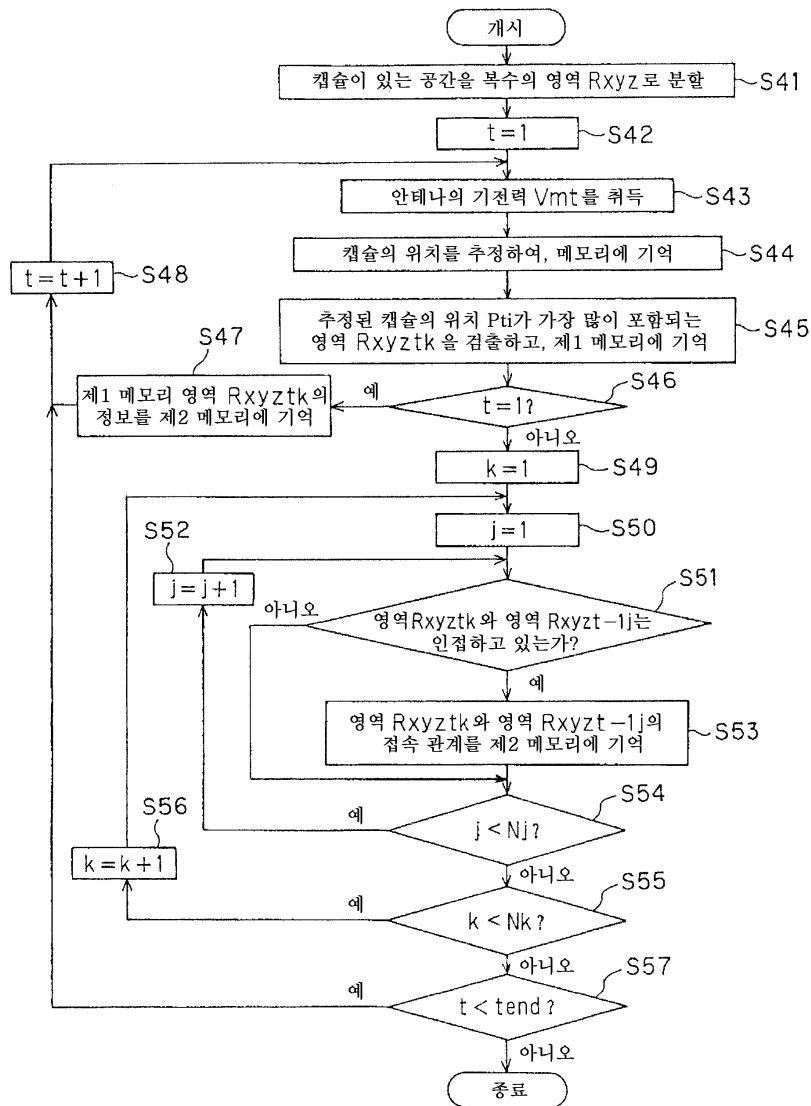 개시
캡슐이 있는 공간을 복수의 영역 Rxyz로 분할
S41
t=1
S42
안테나의 기전력 Vmt를 취득
S43
캡슐의 위치를 추정하여, 메모리에 기억
S44
t=t+1
S48
추정된 캡슐의 위치 Pti가 가장 많이 포함되는
영역 Rxyztk을 검출하고, 제1 메모리에 기억
S45
S47
제1 메모리 영역 Rxyztk의
정보를 제2 메모리에 기억
예
t=1?
S46
아니오
k=1
S49
j=1
S50
S52
j=j+1
아니오
영역Rxyztk와 영역 Rxyzt-1j는
인접하고 있는가?
S51
예
영역 Rxyztk와 영역 Rxyzt-1j의
접속 관계를 제2 메모리에 기억
S53
예
j<Nj?
S54
아니오
S56
k=k+1
예
k<Nk?
S55
아니오
예
t<tend?
S57
아니오
종료